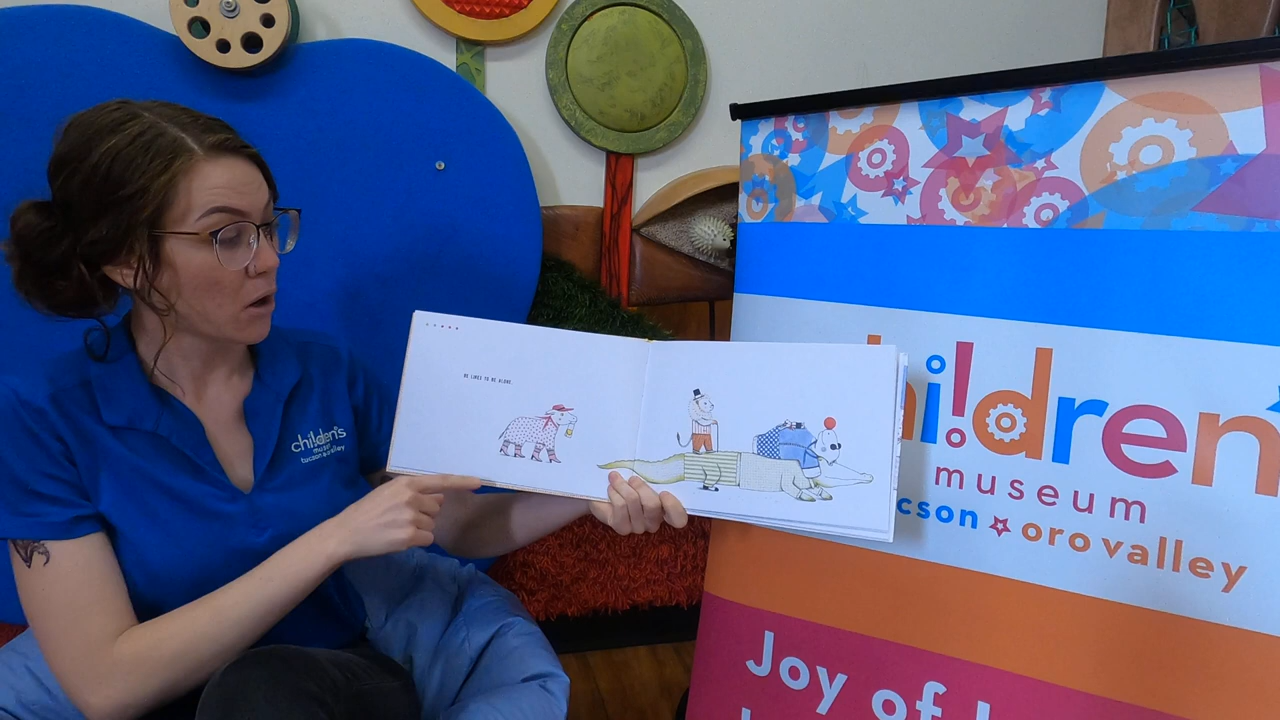 HE LIKES TO BE ALONE
children's
museum
tucson oro valley
children'
museum
cson ★ oro valley
Joy of